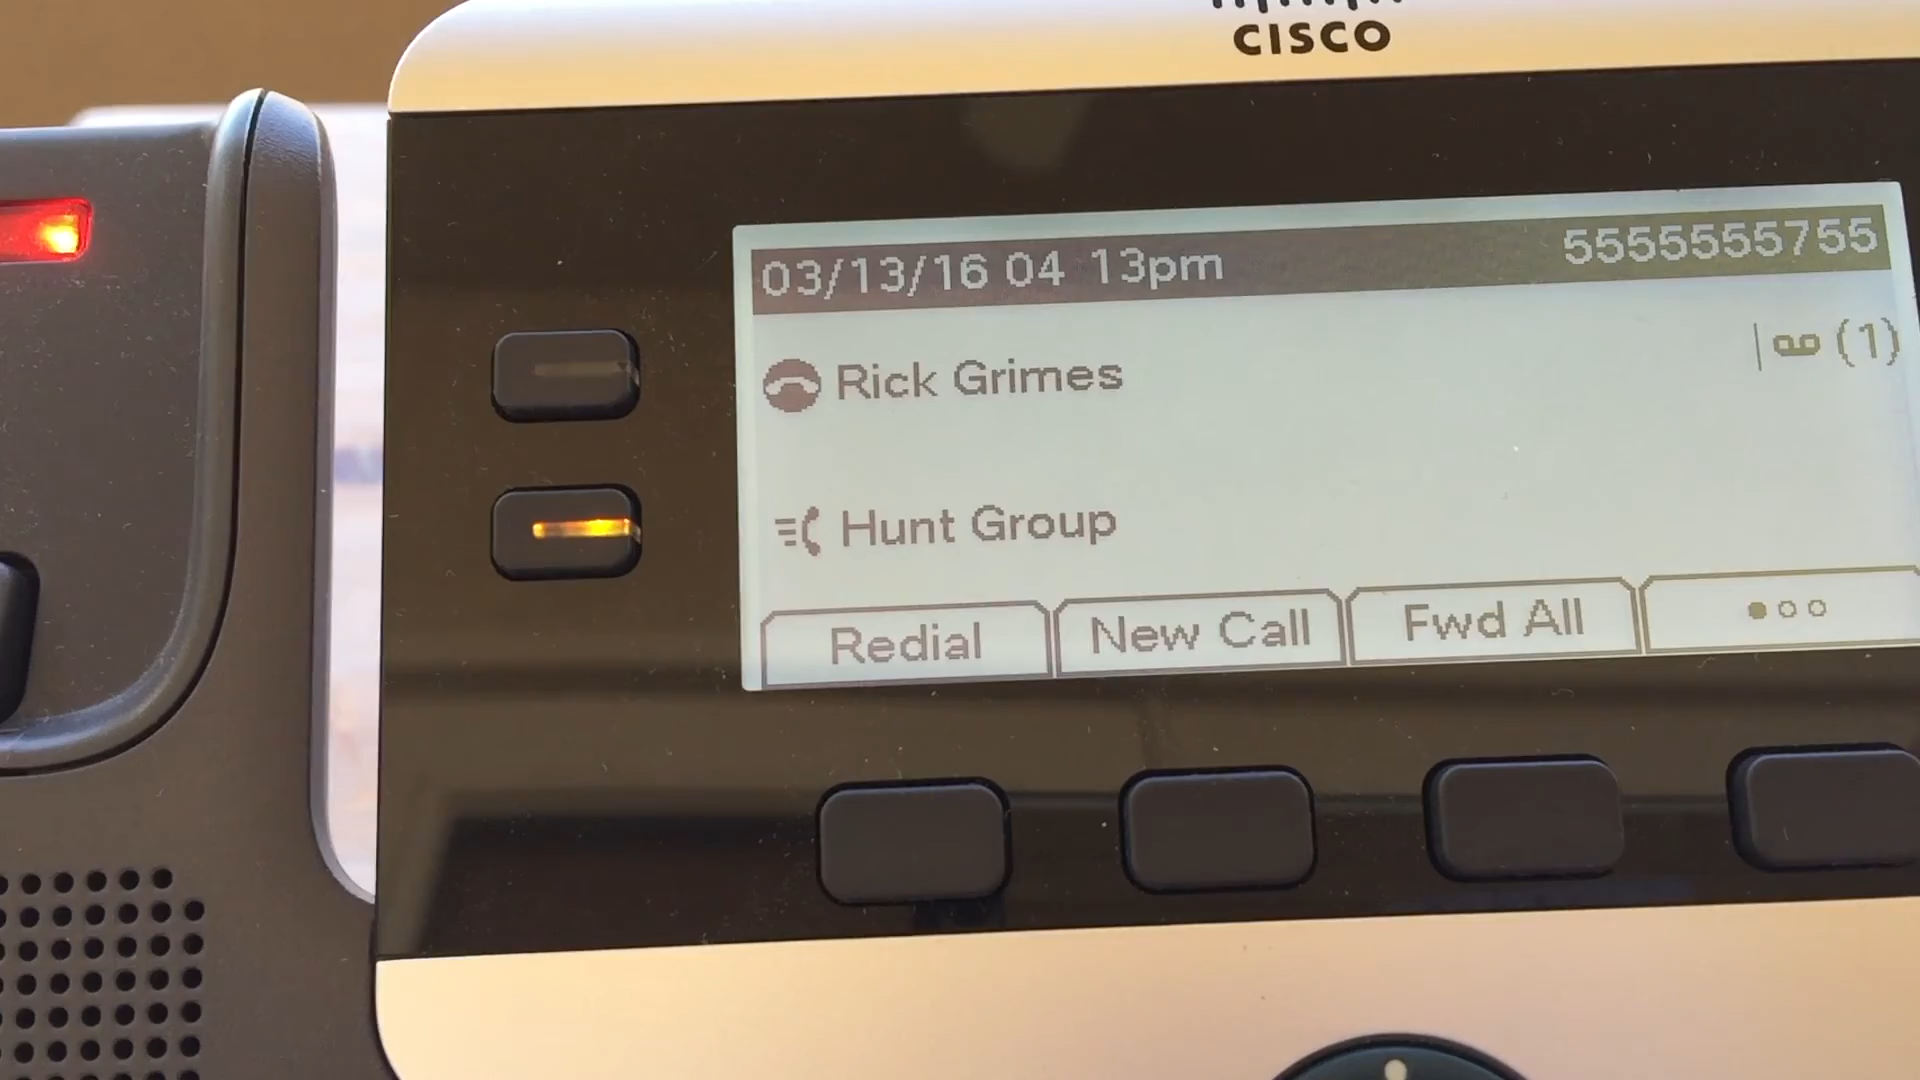 CISCO
03/13/16 04 13pm 5555555755
Rick Grimes (1)
Hunt Group
Redial New Call Fwd All